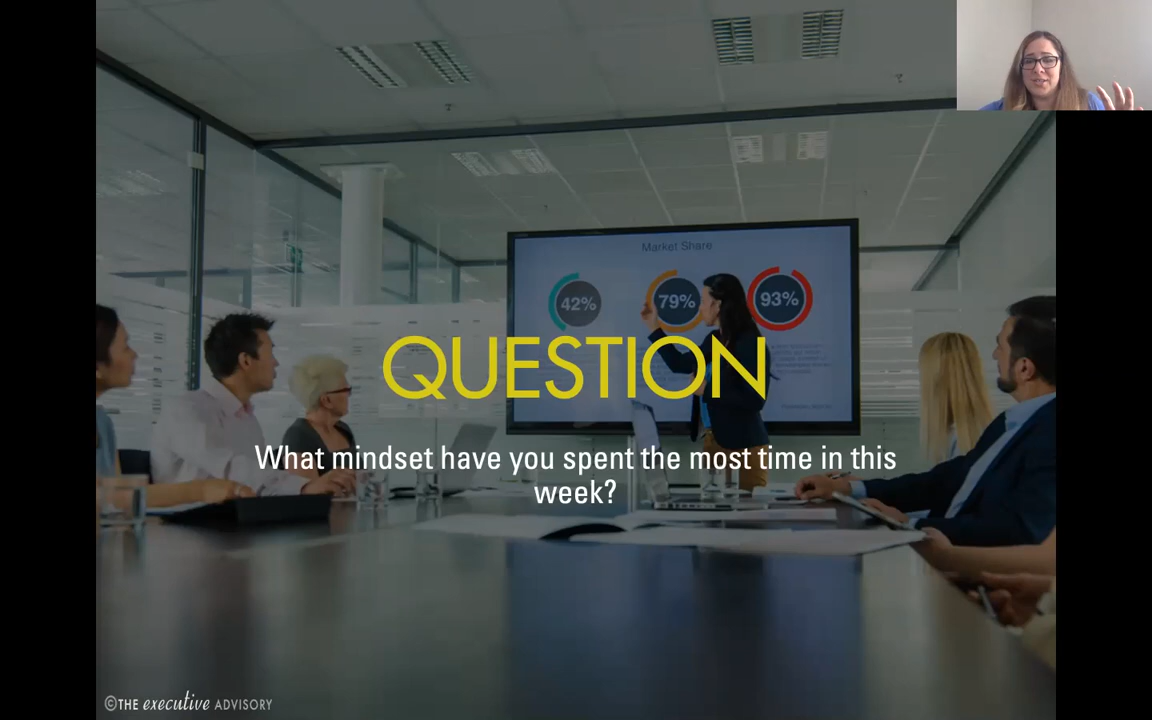 Market Share
42%
79%
93%
QUESTION
What mindset have you spent the most time in this
week?
©THE executive ADVISORY